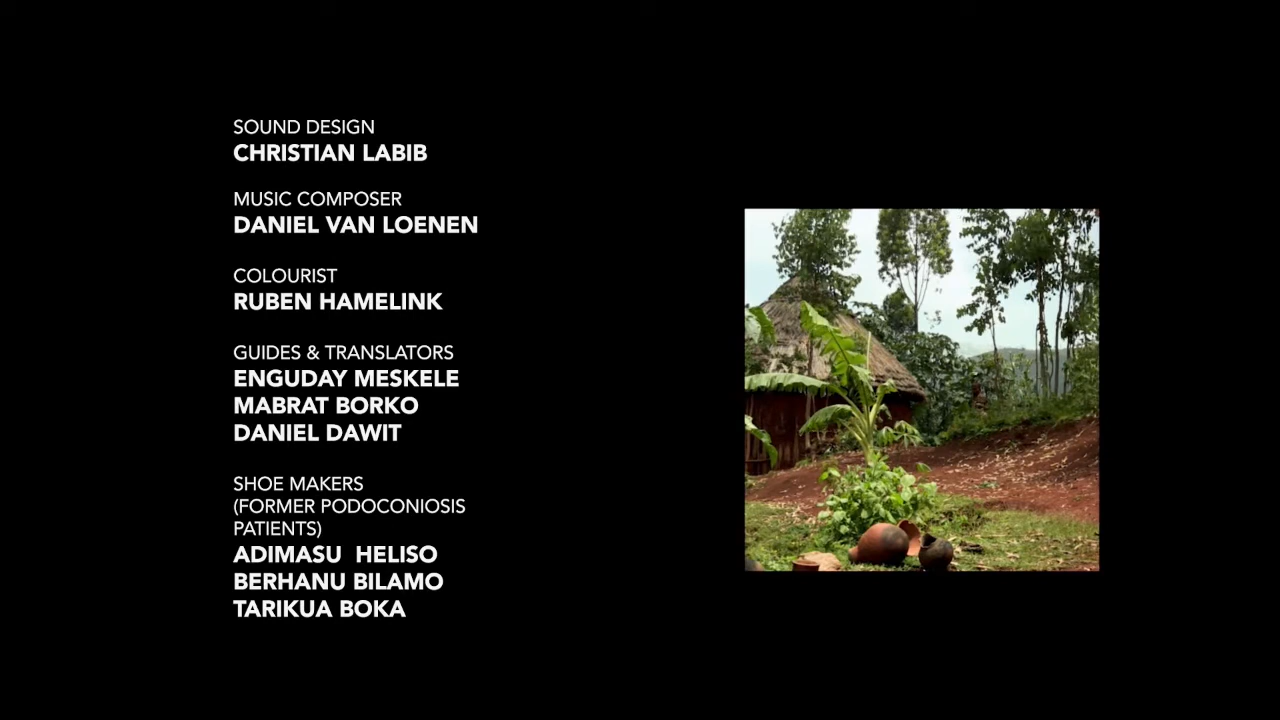 SOUND DESIGN
CHRISTIAN LABIB
MUSIC COMPOSER
DANIEL VAN LOENEN
COLOURIST
RUBEN HAMELINK
GUIDES & TRANSLATORS
ENGUDAY MESKELE
MABRAT BORKO
DANIEL DAWIT
SHOE MAKERS
(FORMER PODOCONIOSIS
PATIENTS)
ADIMASU  HELISO
BERHANU BILAMO
TARIKUA BOKA